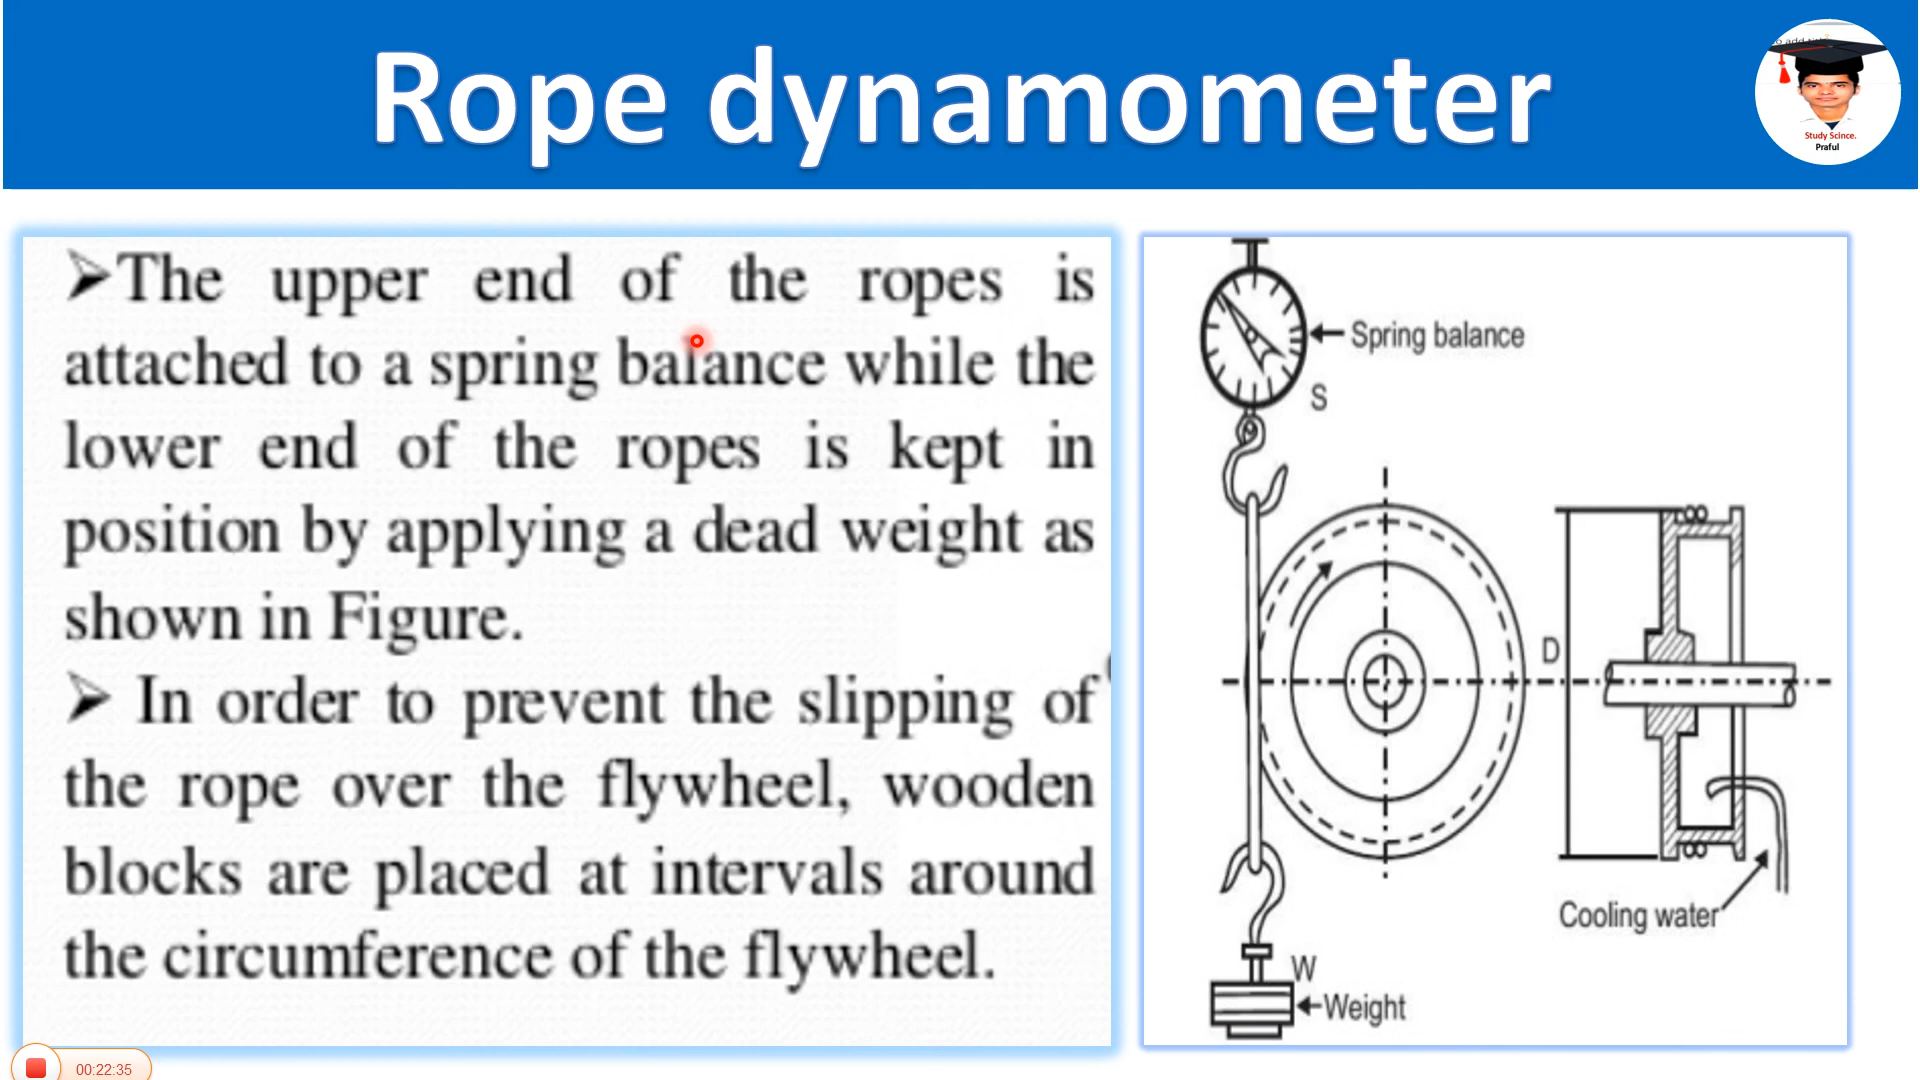 Rope dynamometer
Study Scince.
Praful
➢The upper end of the ropes is
attached to a spring balance while the
lower end of the ropes is kept in
position by applying a dead weight as
shown in Figure.
➢ In order to prevent the slipping of
the rope over the flywheel, wooden
blocks are placed at intervals around
the circumference of the flywheel.
Spring balance
S
D
Cooling water
W
Weight
00:22:35